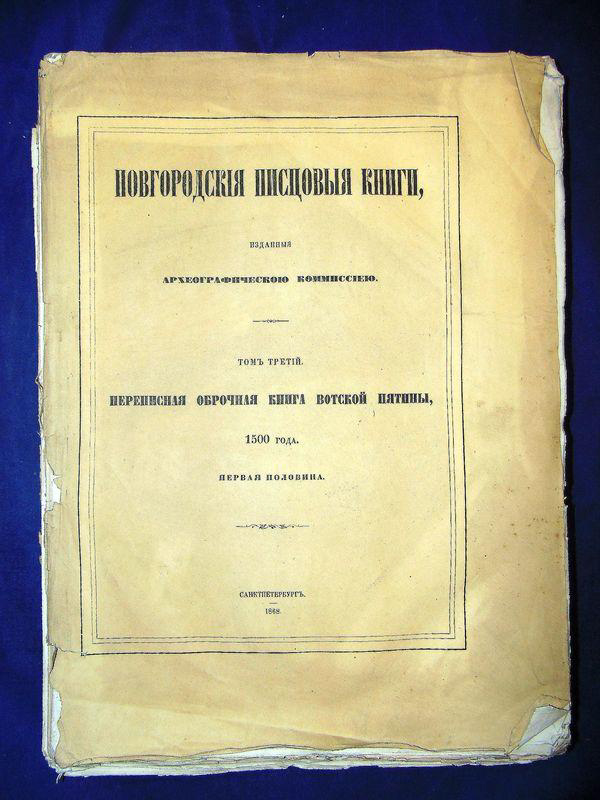 НОВГОРОДСКІЯ ПИСЦОВЫЯ КНИГИ,
ИЗДАННЫЯ
АРХЕОГРАФИЧЕСКОЮ КОММИССІЕЮ.
ТОМЪ ТРЕТІЙ.
ПЕРЕПИСНАЯ ОБРОЧНАЯ КНИГА ВОТСКОЙ ПЯТИНЫ,
1500 ГОДА.
ПЕРВАЯ ПОЛОВИНА.
САНКТПЕТЕРБУРГЪ.
1868.